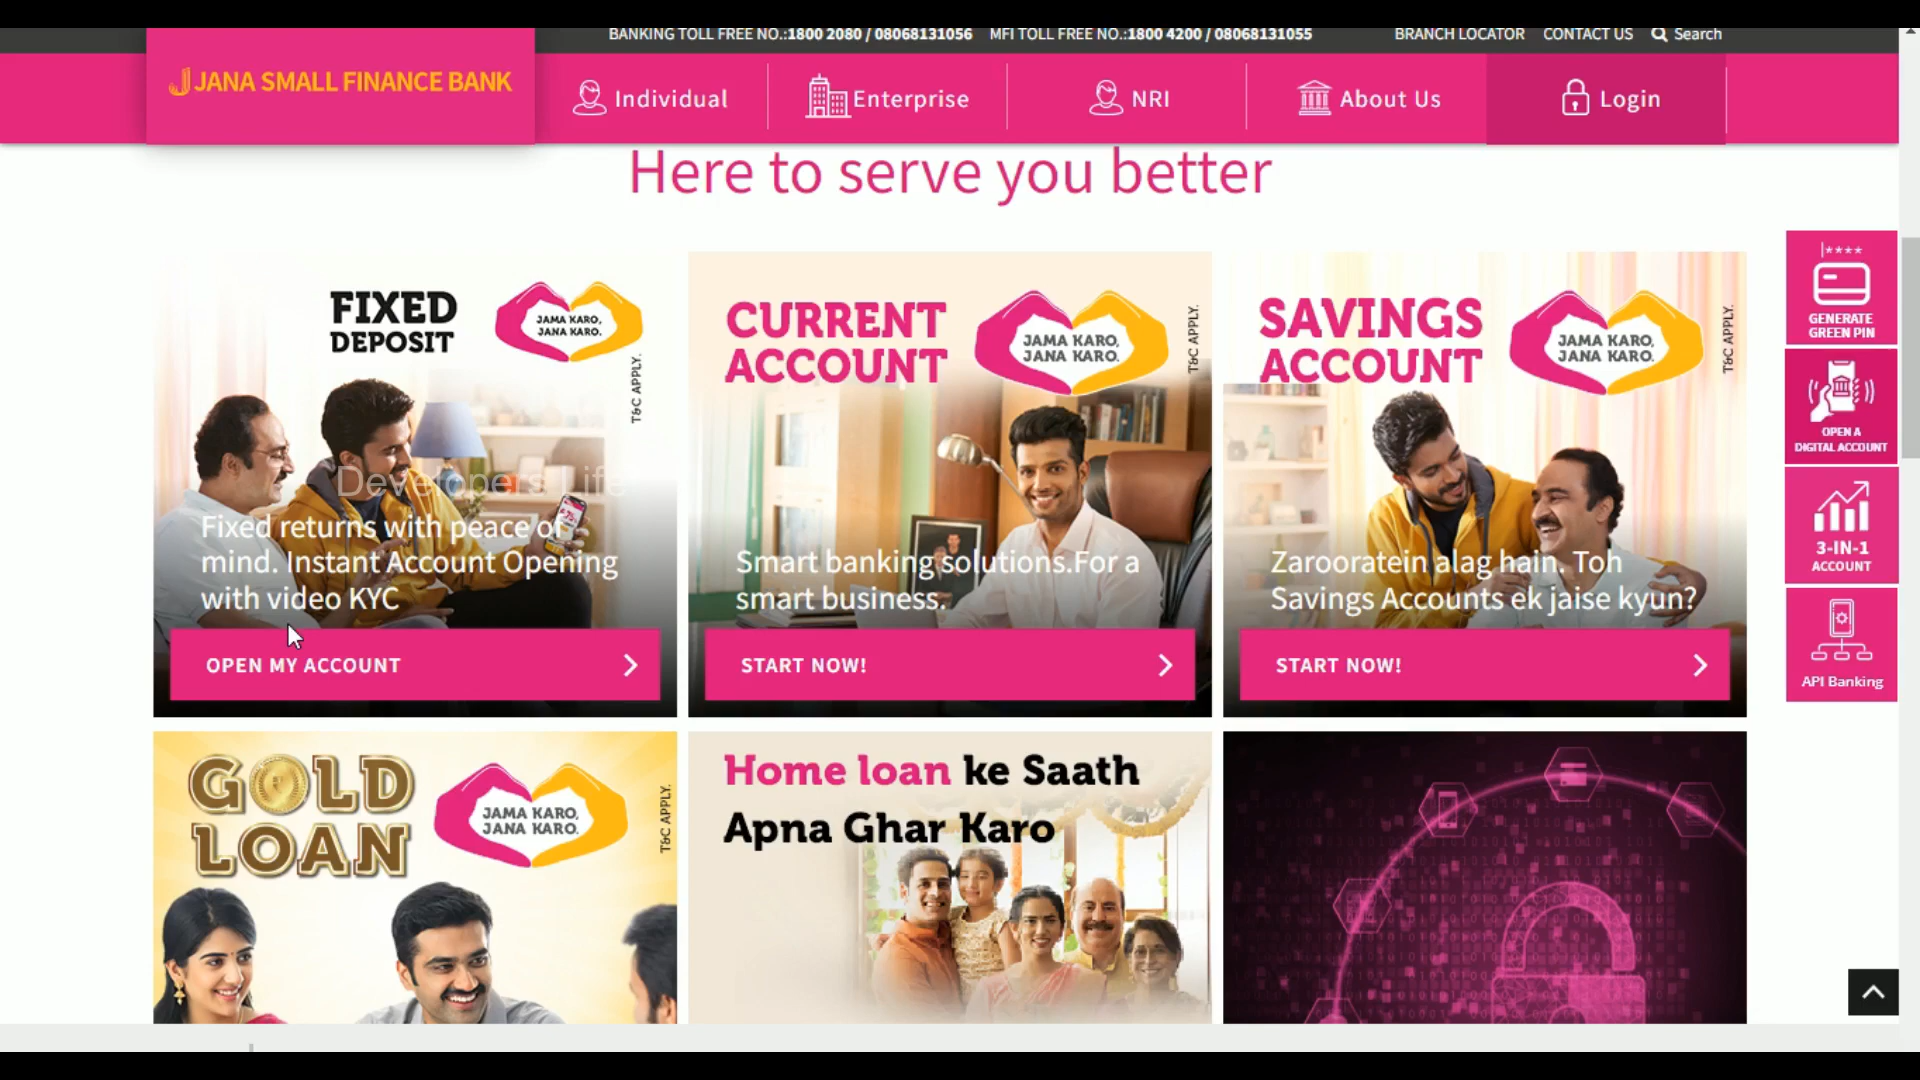 BANKING TOLL FREE NO.:1800 2080 / 08068131056 MFI TOLL FREE NO.:1800 4200 / 08068131055 BRANCH LOCATOR CONTACT US Search
JANA SMALL FINANCE BANK
Individual
Enterprise
NRI
About Us
Login
Here to serve you better
FIXED
DEPOSIT
JAMA KARO,
JANA KARO.
T&C APPLY.
Developers Life
Fixed returns with peace of
mind. Instant Account Opening
with video KYC
OPEN MY ACCOUNT
CURRENT
ACCOUNT
JAMA KARO,
JANA KARO.
T&C APPLY.
Smart banking solutions.For a
smart business.
START NOW!
SAVINGS
ACCOUNT
JAMA KARO,
JANA KARO.
T&C APPLY.
Zarooratein alag hain. Toh
Savings Accounts ek jaise kyun?
START NOW!
GENERATE
GREEN PIN
OPEN A
DIGITAL ACCOUNT
3-IN-1
ACCOUNT
API Banking
GOLD
LOAN
JAMA KARO,
JANA KARO.
T&C APPLY.
Home loan ke Saath
Apna Ghar Karo